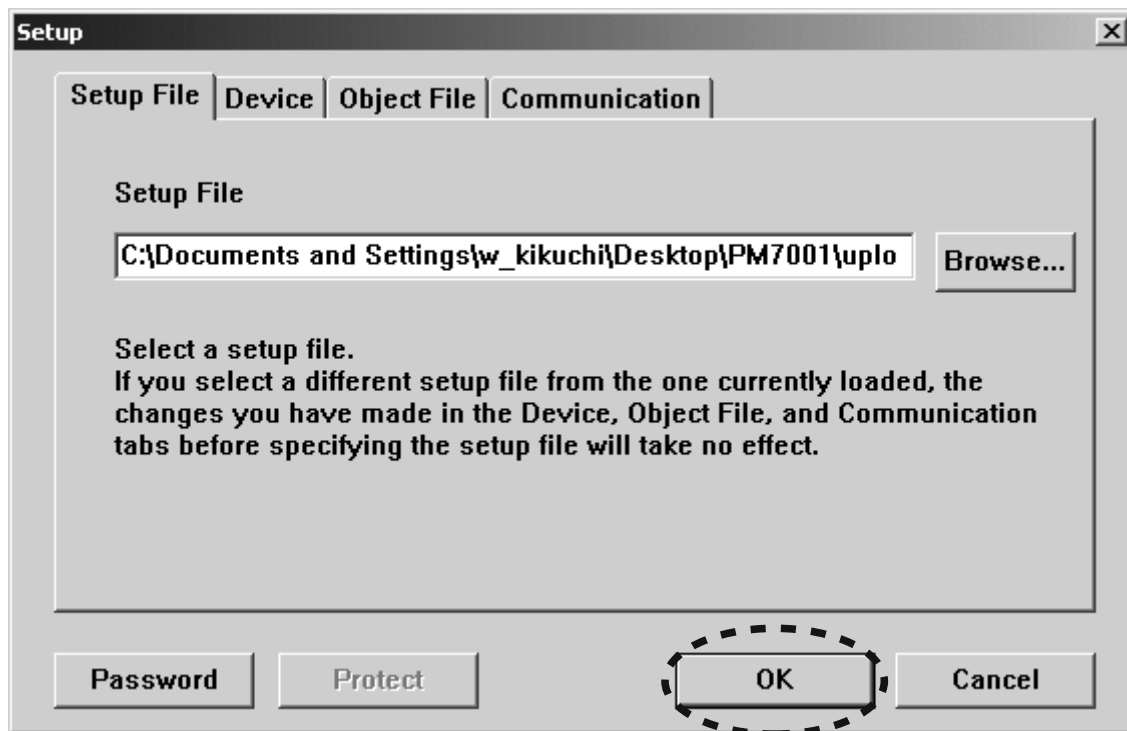 Setup
Setup File Device Object File Communication
Setup File
C:\Documents and Settings\w_kikuchi\Desktop\PM7001\uplo Browse...
Select a setup file.
If you select a different setup file from the one currently loaded, the
changes you have made in the Device, Object File, and Communication
tabs before specifying the setup file will take no effect.
Password Protect OK Cancel